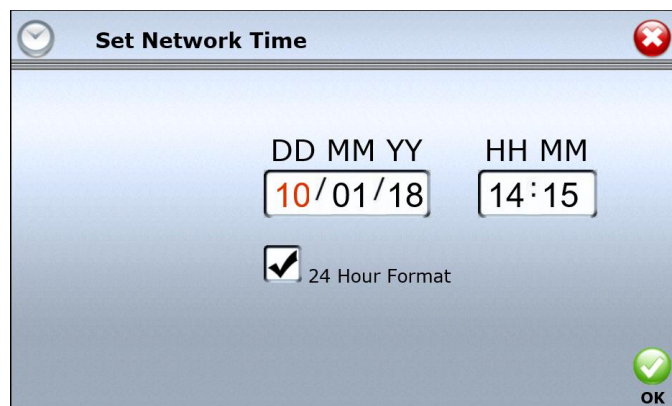 Set Network Time
DD MM YY HH MM
10/01/18 14:15
24 Hour Format
OK